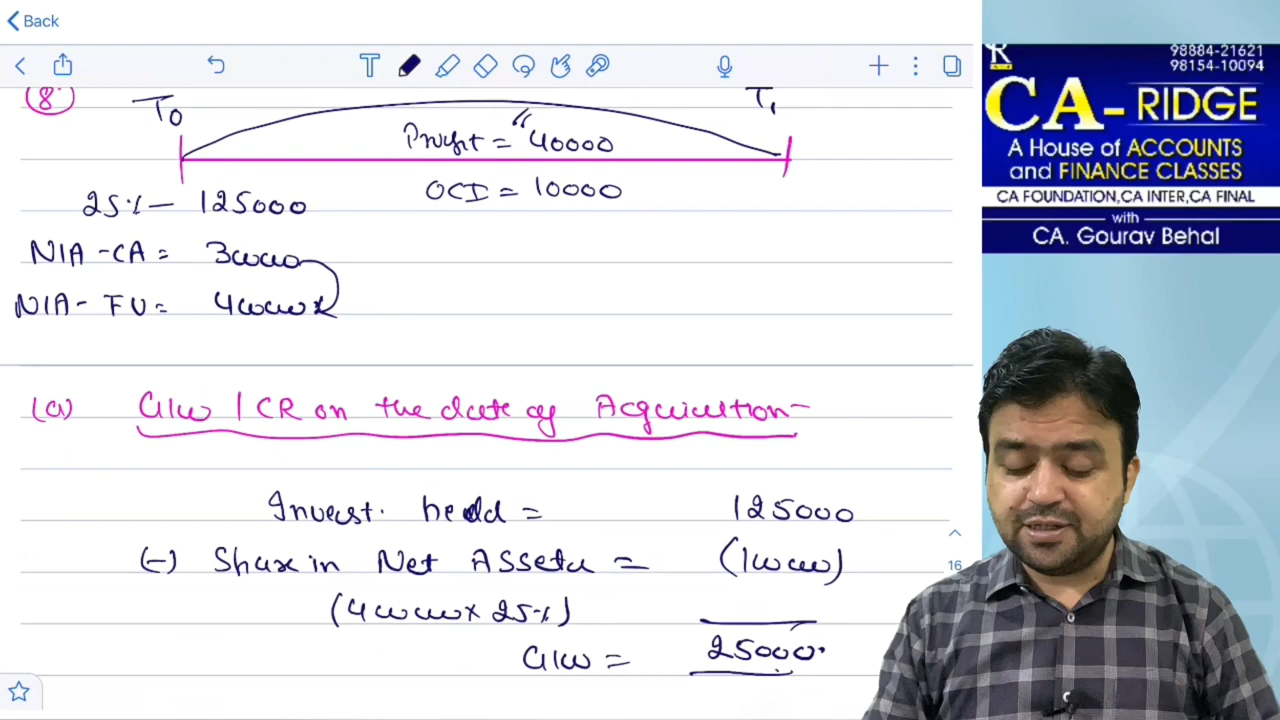 Back
8
T0
T1
Profit = 40000
OCI = 10000
25% — 125000
NIA - CA = 300000
NIA - FV = 400000
(a) G/W / CR on the date of Acquisition -
Invest. held = 125000
(-) Share in Net Assets = (100000)
(400000 x 25%)
G/W = 25000
16
98884-21621
98154-10094
CA- RIDGE
A House of ACCOUNTS
and FINANCE CLASSES
CA FOUNDATION,CA INTER,CA FINAL
with
CA. Gourav Behal